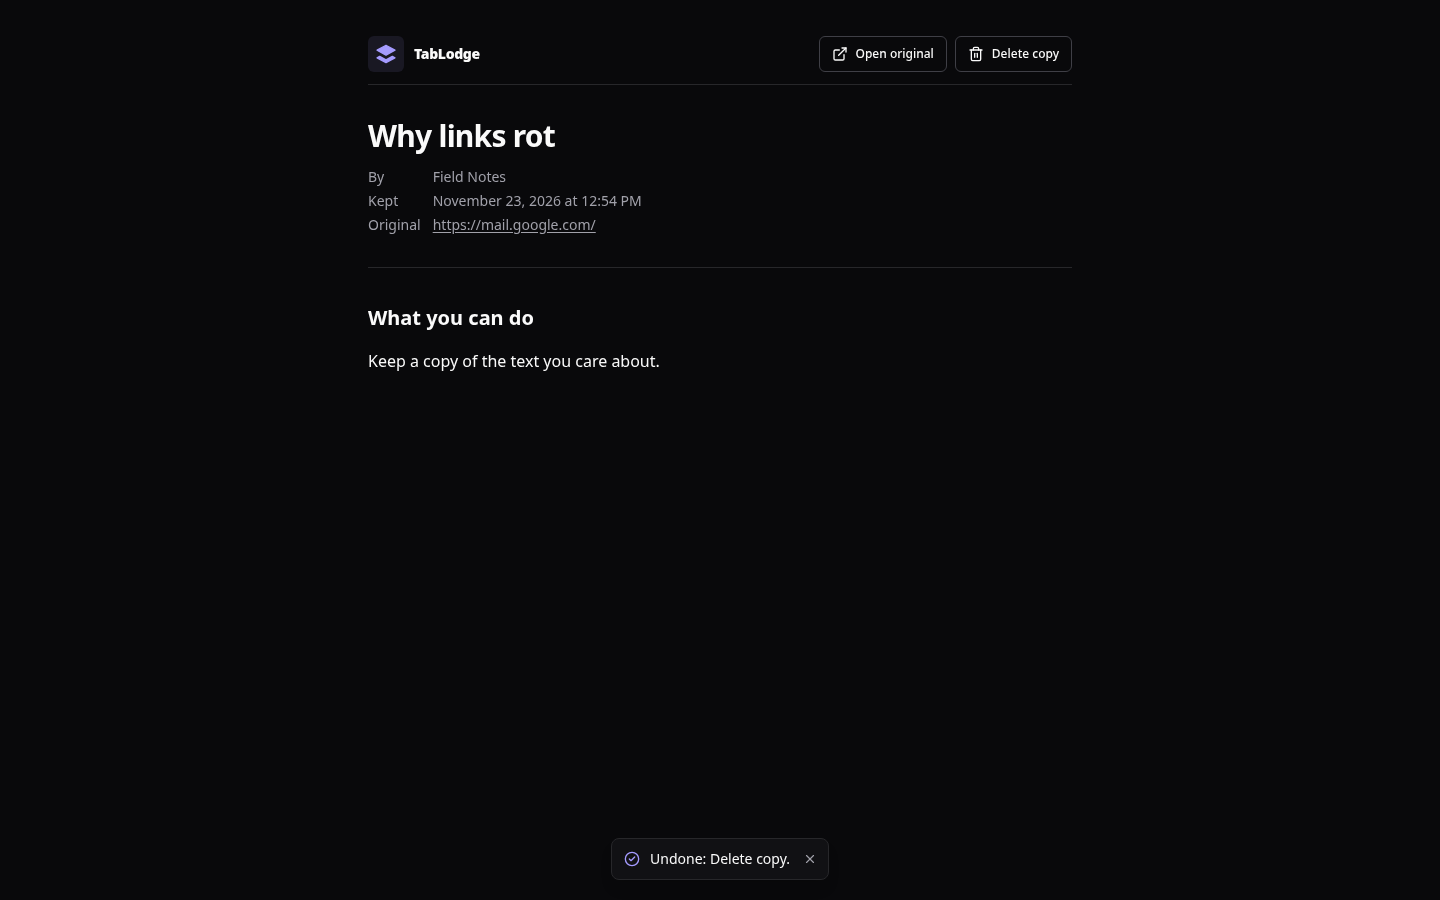 TabLodge
Open original
Delete copy
Why links rot
By Field Notes
Kept November 23, 2026 at 12:54 PM
Original https://mail.google.com/
What you can do
Keep a copy of the text you care about.
Undone: Delete copy.